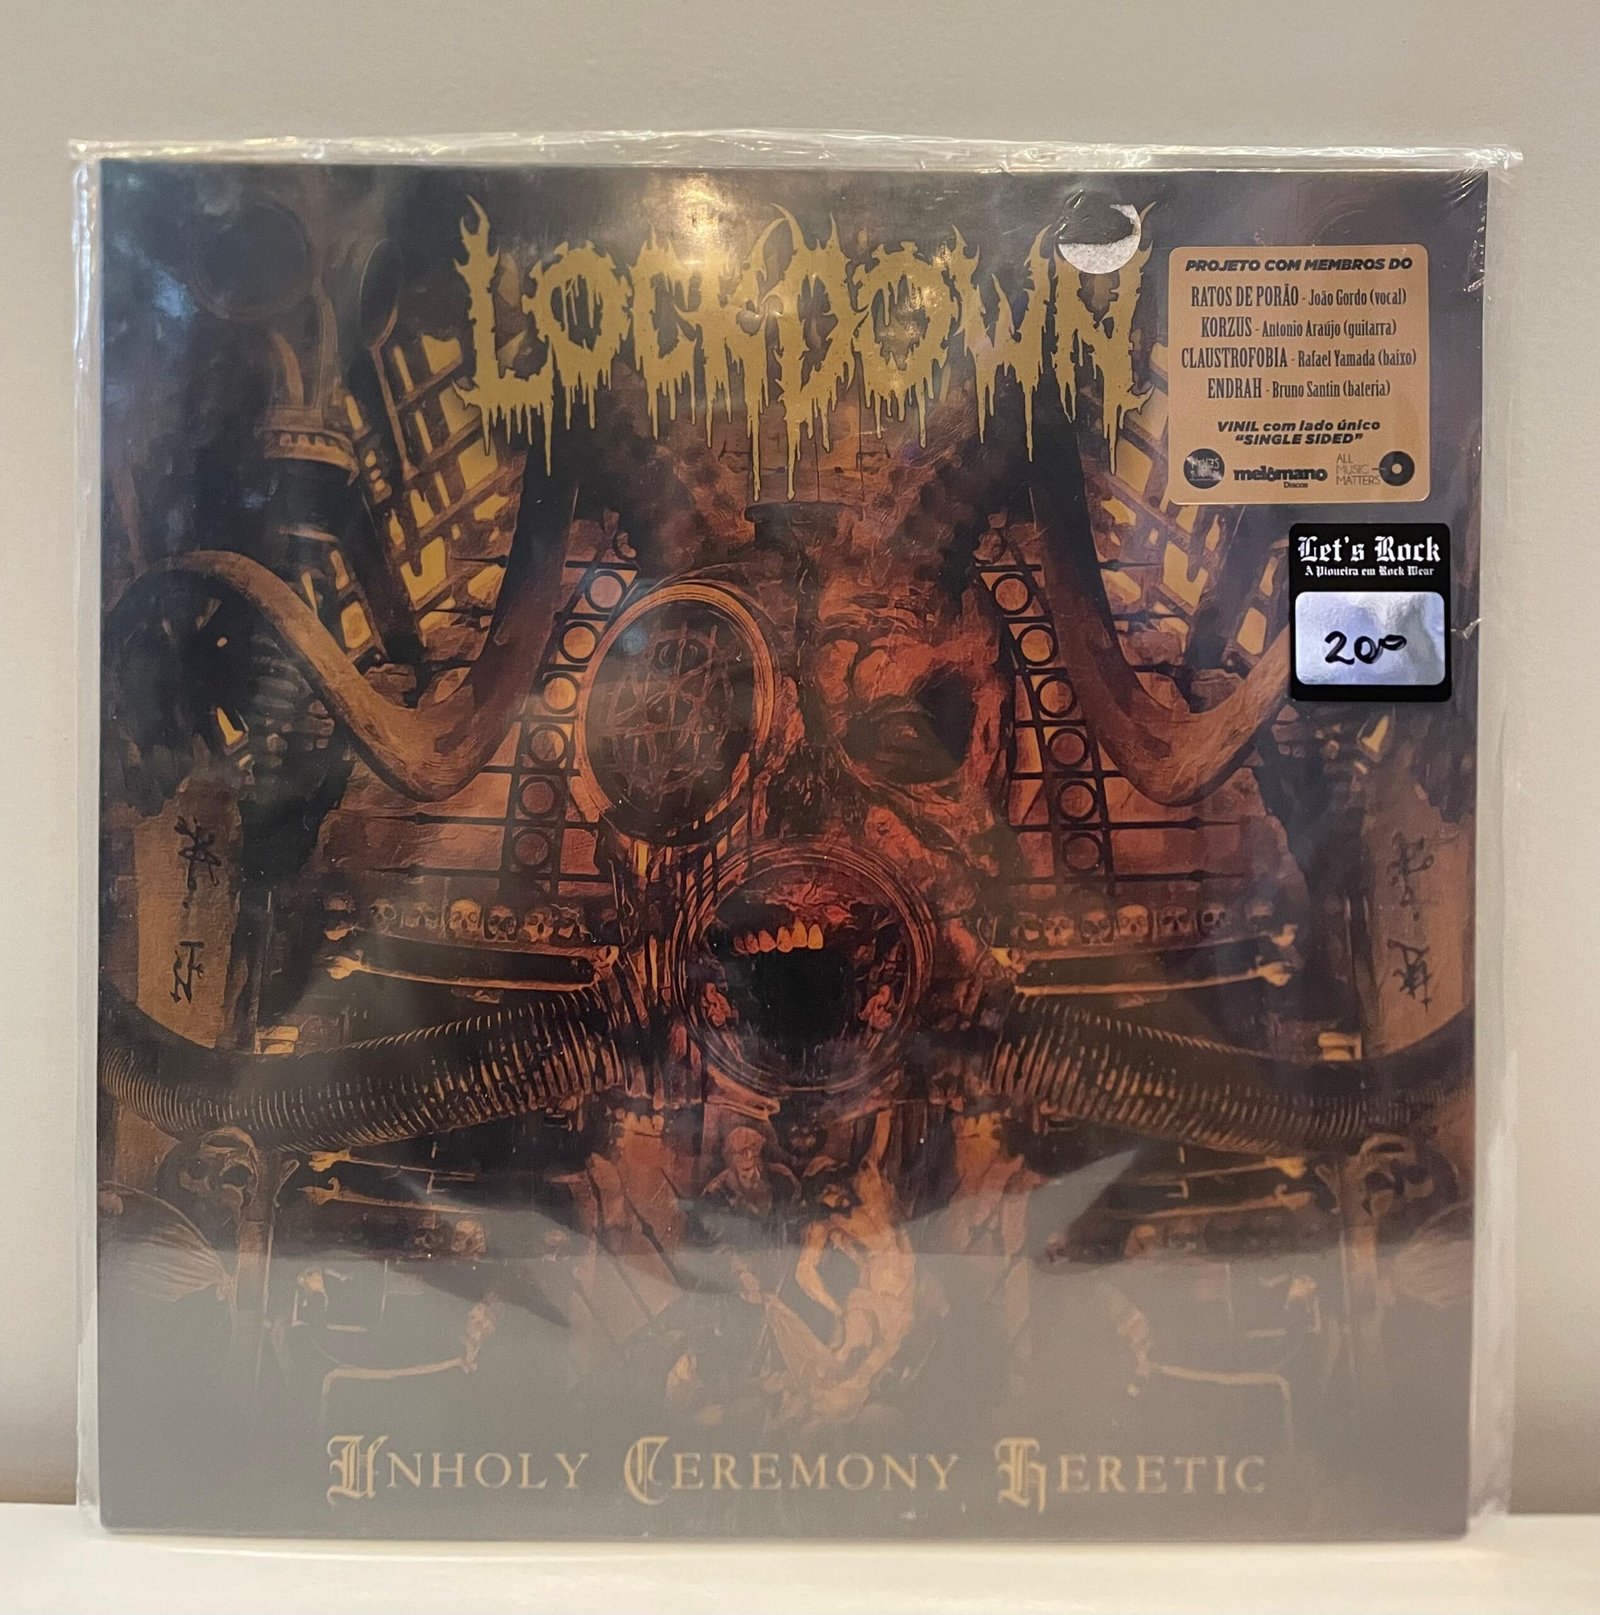 LOCKDOWN
PROJETO COM MEMBROS DO
RATOS DE PORÃO - João Gordo (vocal)
KORZUS - Antonio Araújo (guitarra)
CLAUSTROFOBIA - Rafael Yamada (baixo)
ENDRAH - Bruno Santin (bateria)
VINIL com lado único
"SINGLE SIDED"
melômano
Discos
ALL
MUSIC
MATTERS
Let's Rock
A Pioneira em Rock Wear
200
UNHOLY CEREMONY HERETIC